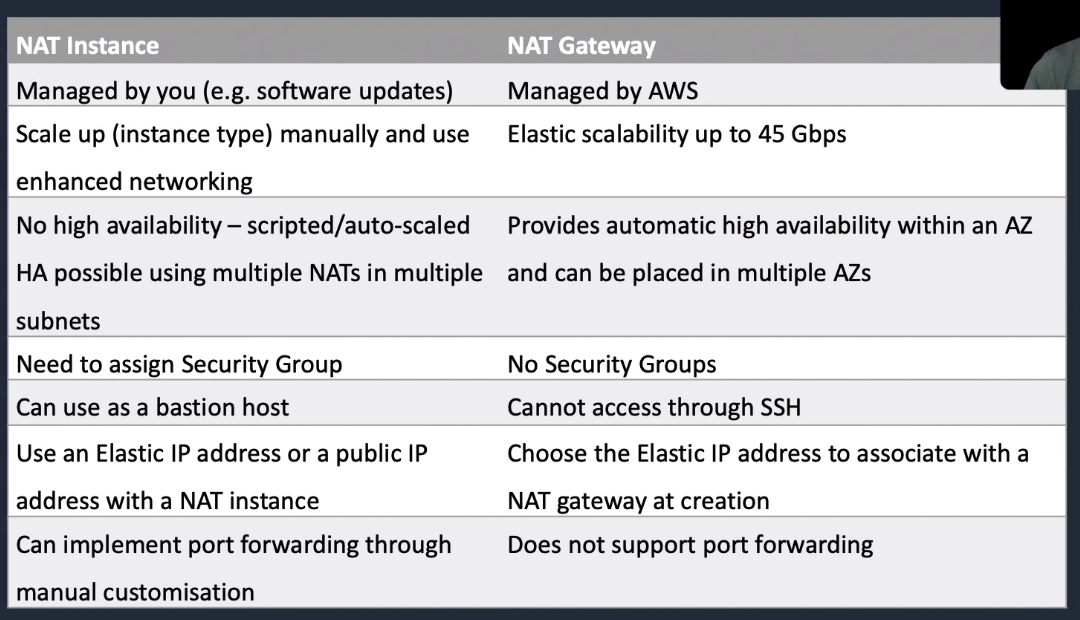 NAT Instance
NAT Gateway
Managed by you (e.g. software updates)
Managed by AWS
Scale up (instance type) manually and use
enhanced networking
Elastic scalability up to 45 Gbps
No high availability – scripted/auto-scaled
HA possible using multiple NATs in multiple
subnets
Provides automatic high availability within an AZ
and can be placed in multiple AZs
Need to assign Security Group
No Security Groups
Can use as a bastion host
Cannot access through SSH
Use an Elastic IP address or a public IP
address with a NAT instance
Choose the Elastic IP address to associate with a
NAT gateway at creation
Can implement port forwarding through
manual customisation
Does not support port forwarding